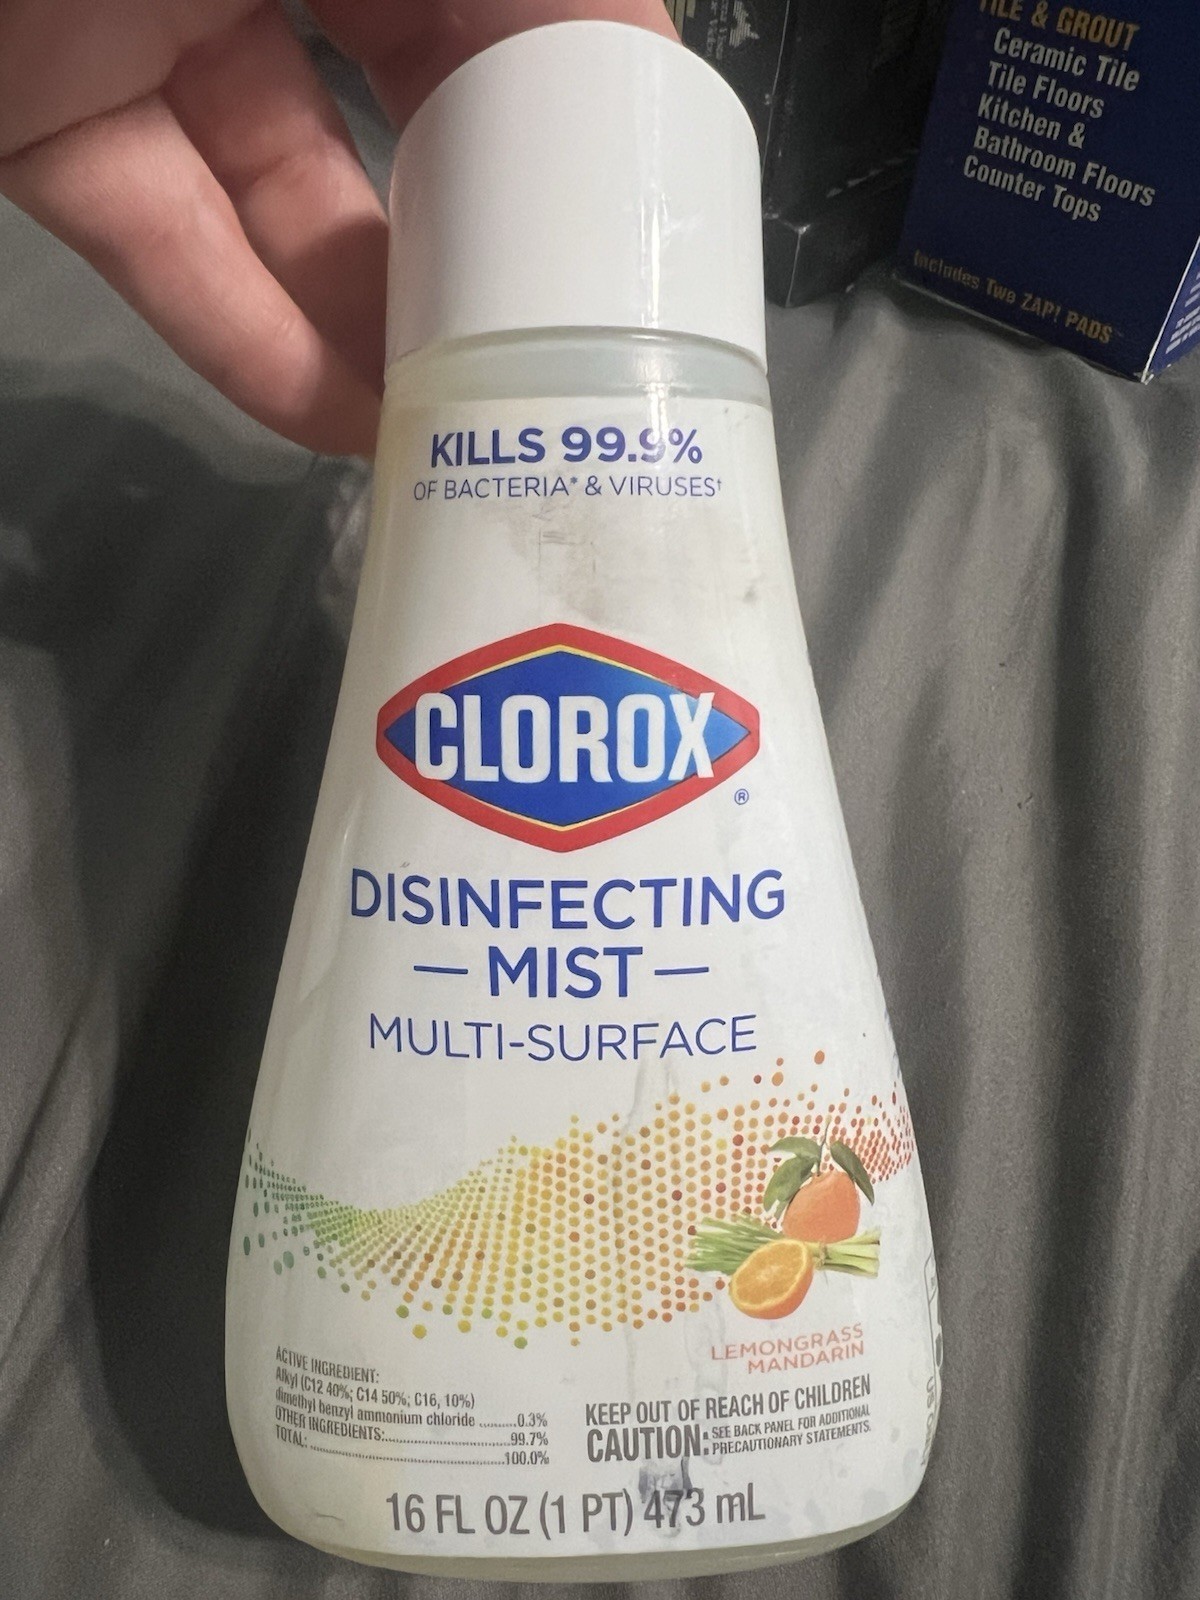 TILE & GROUT
Ceramic Tile
Tile Floors
Kitchen &
Bathroom Floors
Counter Tops
Includes Two ZAP! PADS
KILLS 99.9%
OF BACTERIA* & VIRUSES†
CLOROX
®
DISINFECTING
— MIST —
MULTI-SURFACE
LEMONGRASS
MANDARIN
ACTIVE INGREDIENT:
Alkyl (C12 40%; C14 50%; C16, 10%)
dimethyl benzyl ammonium chloride ..........0.3%
OTHER INGREDIENTS:..............................99.7%
TOTAL: ..................................................100.0%
KEEP OUT OF REACH OF CHILDREN
CAUTION: SEE BACK PANEL FOR ADDITIONAL
PRECAUTIONARY STATEMENTS.
16 FL OZ (1 PT) 473 mL